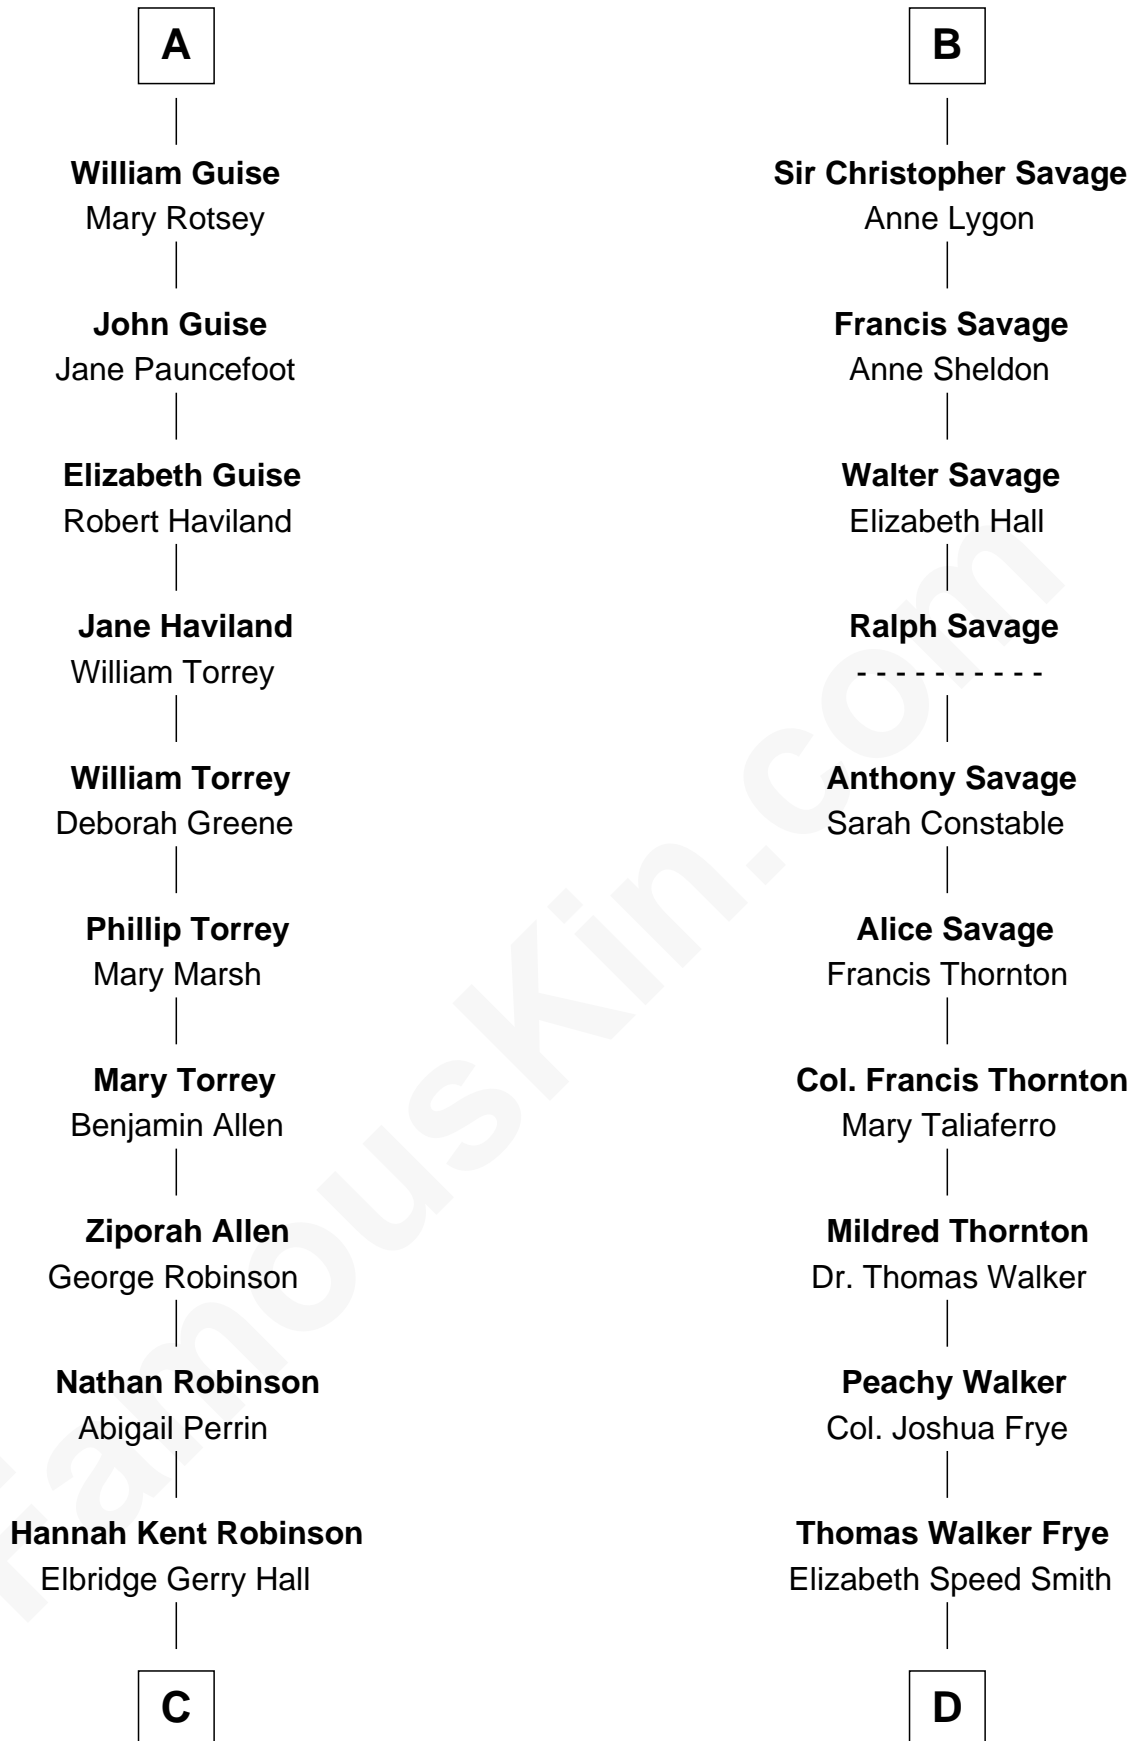 A
William Guise
Mary Rotsey
John Guise
Jane Pauncefoot
Elizabeth Guise
Robert Haviland
Jane Haviland
William Torrey
William Torrey
Deborah Greene
Phillip Torrey
Mary Marsh
Mary Torrey
Benjamin Allen
Ziporah Allen
George Robinson
Nathan Robinson
Abigail Perrin
Hannah Kent Robinson
Elbridge Gerry Hall
C
B
Sir Christopher Savage
Anne Lygon
Francis Savage
Anne Sheldon
Walter Savage
Elizabeth Hall
Ralph Savage
- - - - - - - - - -
Anthony Savage
Sarah Constable
Alice Savage
Francis Thornton
Col. Francis Thornton
Mary Taliaferro
Mildred Thornton
Dr. Thomas Walker
Peachy Walker
Col. Joshua Frye
Thomas Walker Frye
Elizabeth Speed Smith
D
FamousKin.com